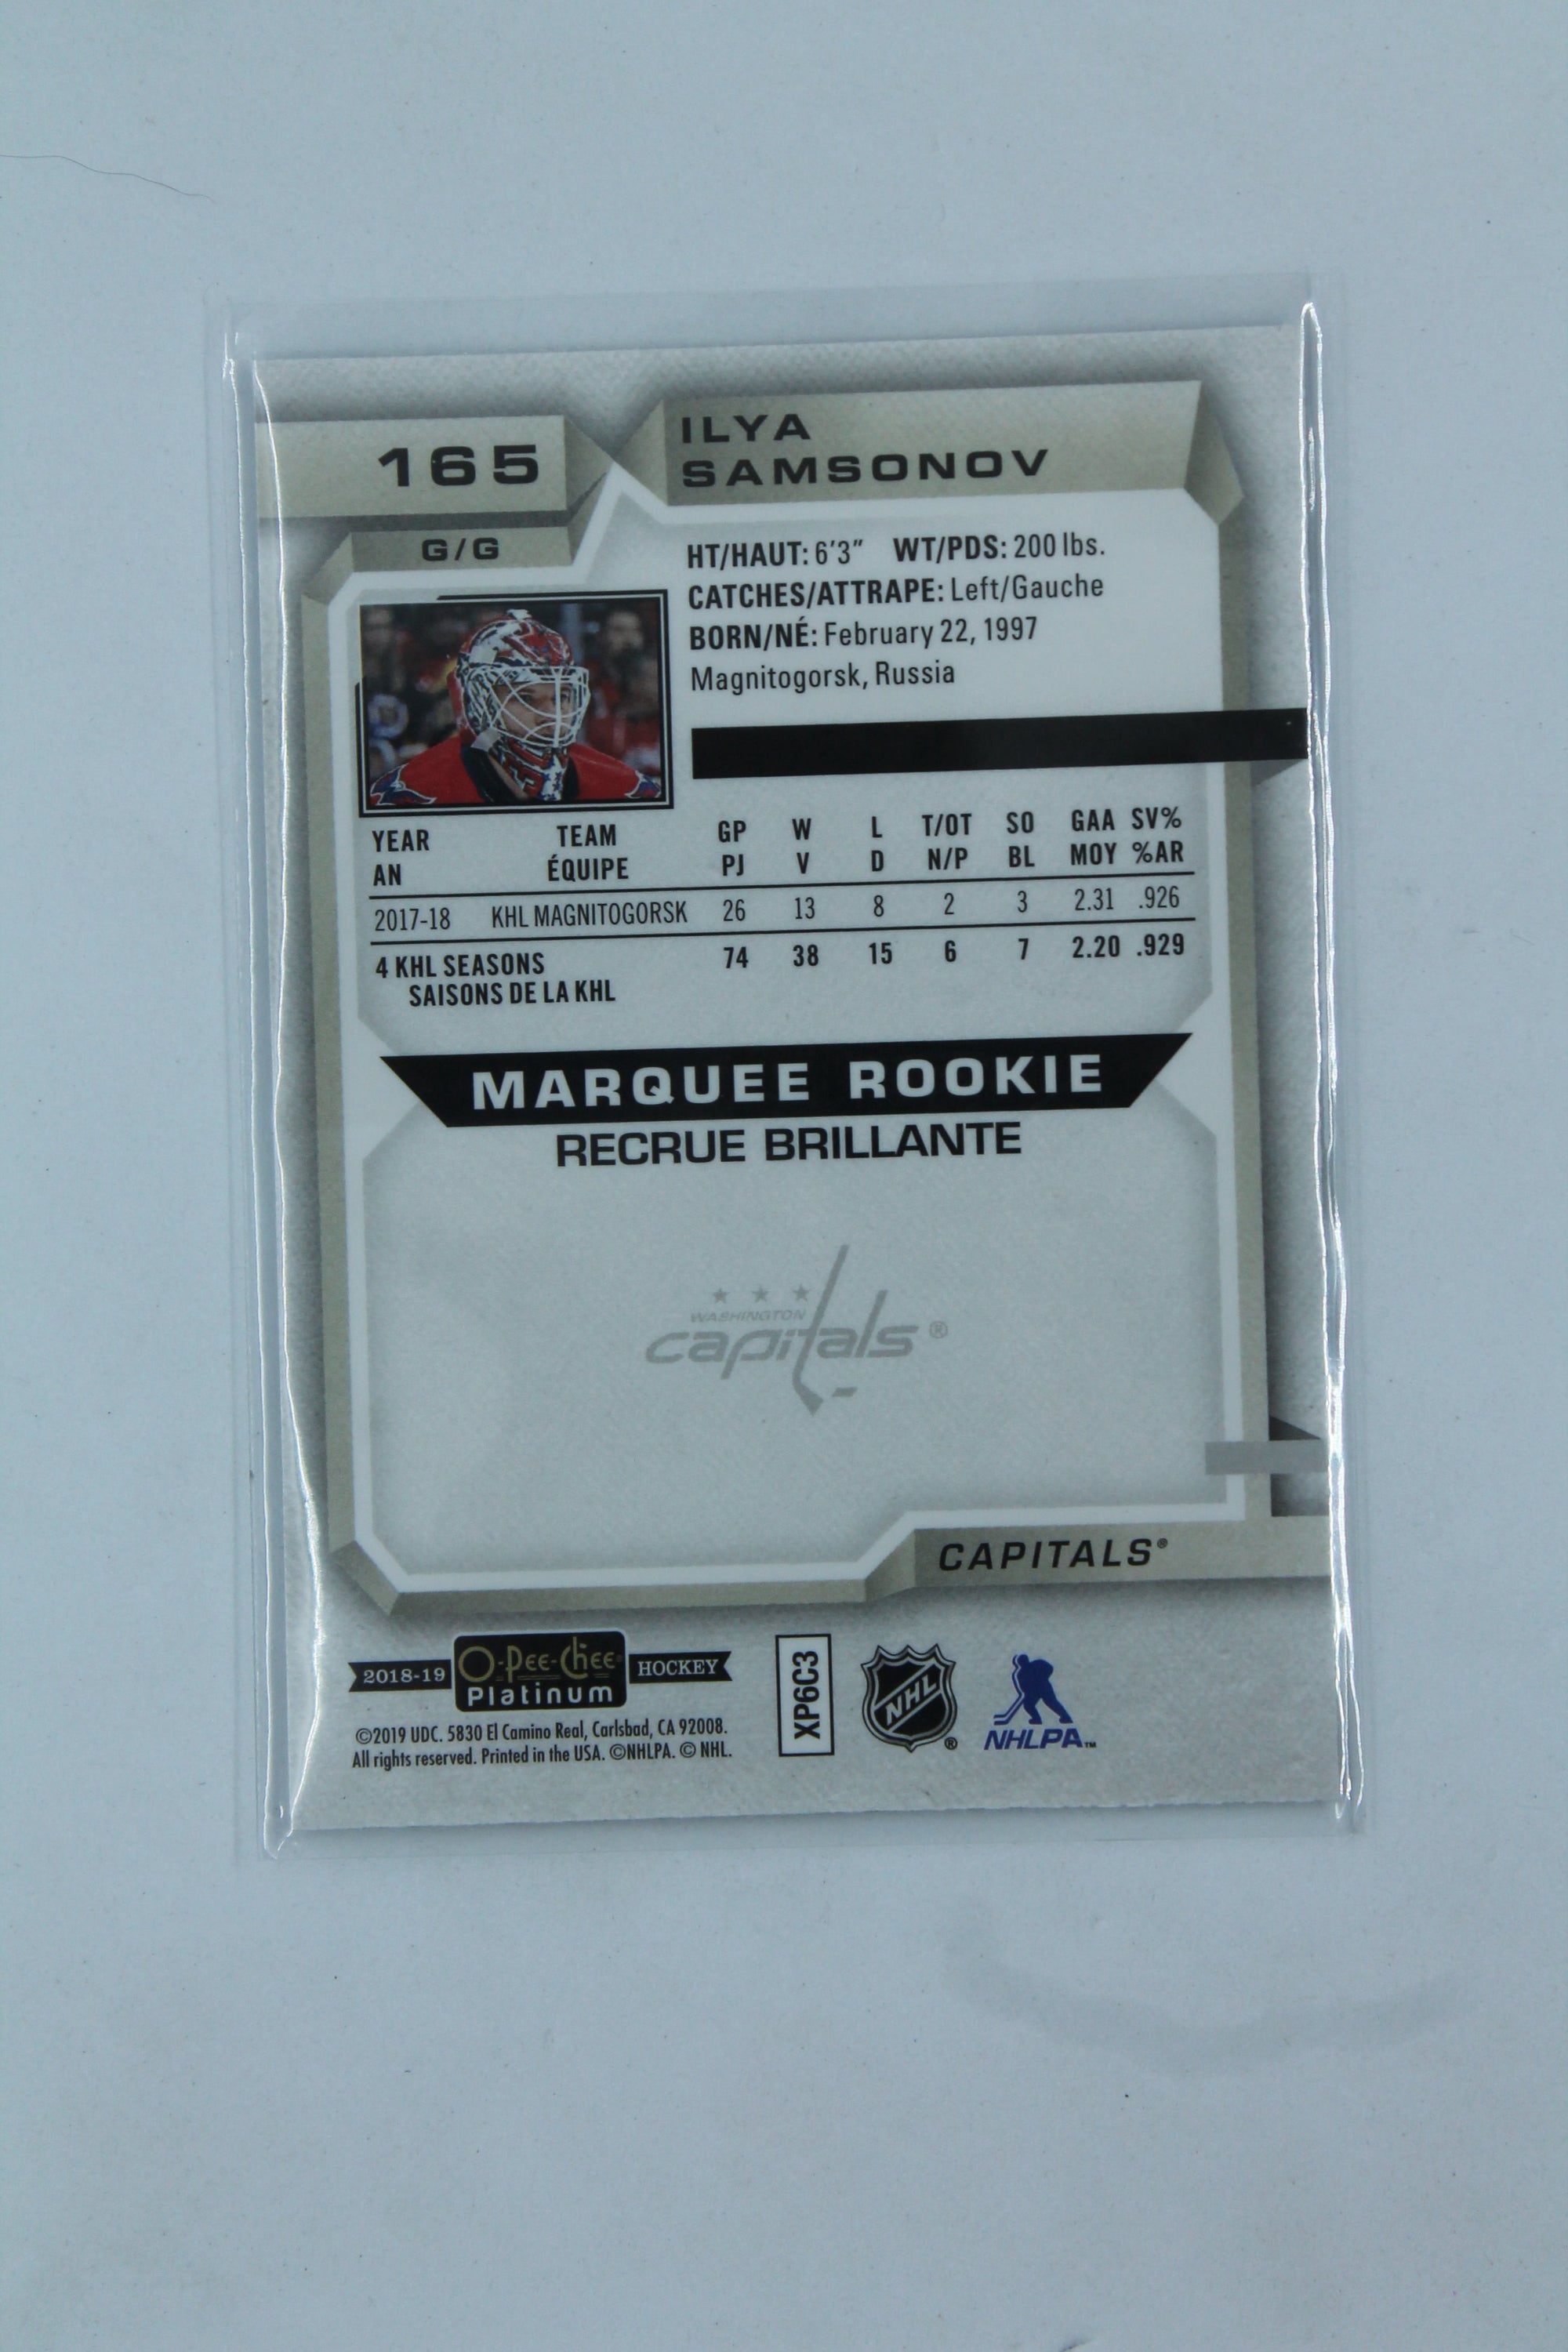 165
ILYA
SAMSONOV
G/G
HT/HAUT: 6'3" WT/PDS: 200 lbs.
CATCHES/ATTRAPE: Left/Gauche
BORN/NÉ: February 22, 1997
Magnitogorsk, Russia
YEAR TEAM GP W L T/OT SO GAA SV%
AN ÉQUIPE PJ V D N/P BL MOY %AR
2017-18 KHL MAGNITOGORSK 26 13 8 2 3 2.31 .926
4 KHL SEASONS 74 38 15 6 7 2.20 .929
SAISONS DE LA KHL
MARQUEE ROOKIE
RECRUE BRILLANTE
WASHINGTON
capitals®
CAPITALS®
2018-19 O-Pee-Chee® Platinum HOCKEY
©2019 UDC. 5830 El Camino Real, Carlsbad, CA 92008.
All rights reserved. Printed in the USA. ©NHLPA. © NHL.
XP6C3
NHL ®
NHLPA™